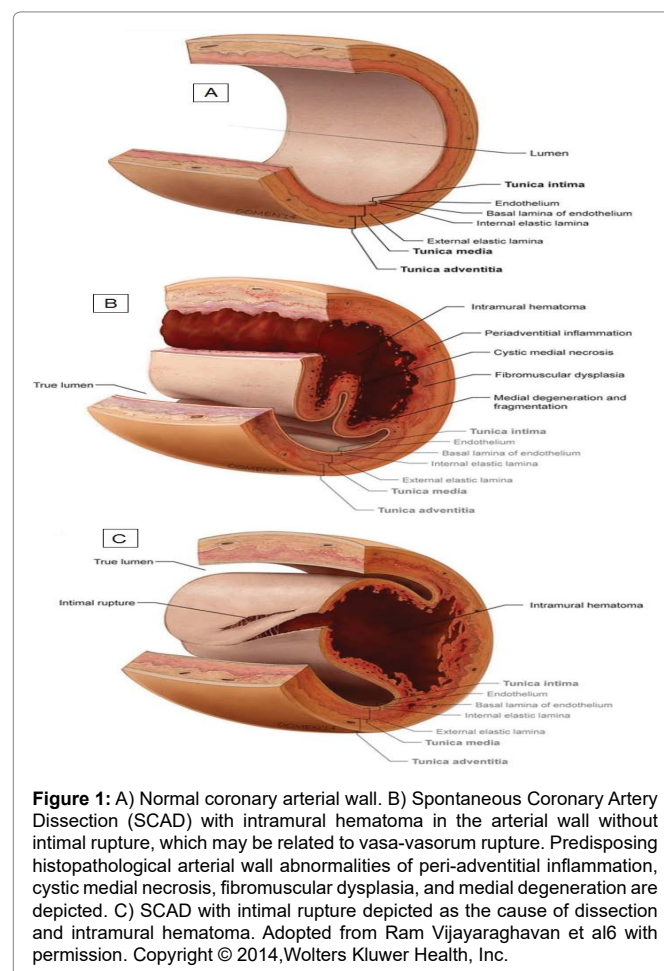 A
Lumen
Tunica intima
Endothelium
Basal lamina of endothelium
Internal elastic lamina
External elastic lamina
Tunica media
Tunica adventitia
DOMENZ4
B
Intramural hematoma
Periadventitial inflammation
Cystic medial necrosis
Fibromuscular dysplasia
True lumen
Medial degeneration and
fragmentation
Tunica intima
Endothelium
Basal lamina of endothelium
Internal elastic lamina
External elastic lamina
Tunica media
Tunica adventitia
C
True lumen
Intimal rupture
Intramural hematoma
Tunica intima
Endothelium
Basal lamina of endothelium
Internal elastic lamina
External elastic lamina
Tunica media
Tunica adventitia
Figure 1: A) Normal coronary arterial wall. B) Spontaneous Coronary Artery
Dissection (SCAD) with intramural hematoma in the arterial wall without
intimal rupture, which may be related to vasa-vasorum rupture. Predisposing
histopathological arterial wall abnormalities of peri-adventitial inflammation,
cystic medial necrosis, fibromuscular dysplasia, and medial degeneration are
depicted. C) SCAD with intimal rupture depicted as the cause of dissection
and intramural hematoma. Adopted from Ram Vijayaraghavan et al6 with
permission. Copyright © 2014,Wolters Kluwer Health, Inc.